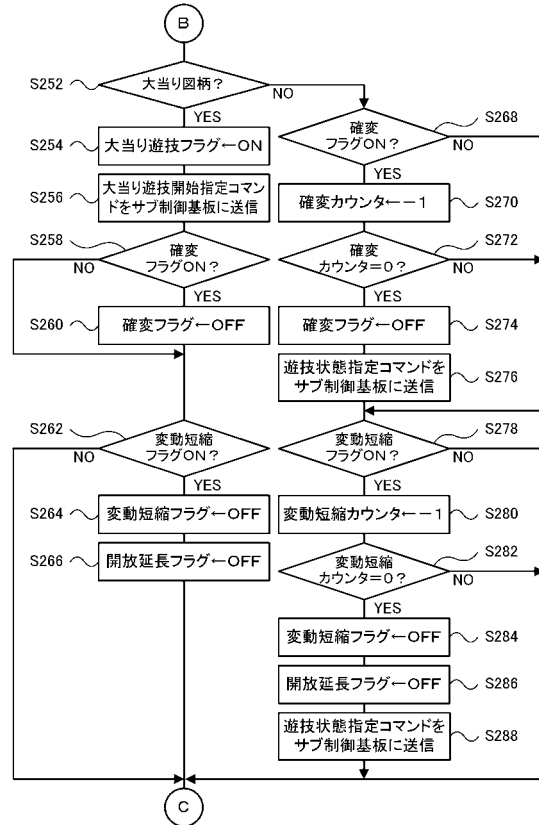 B
S252
大当り図柄？
NO
YES
S254
大当り遊技フラグ←ON
S256
大当り遊技開始指定コマン
ドをサブ制御基板に送信
S258
確変
フラグON？
NO
YES
S260
確変フラグ←OFF
S262
変動短縮
フラグON？
NO
YES
S264
変動短縮フラグ←OFF
S266
開放延長フラグ←OFF
S268
確変
フラグON？
NO
YES
確変カウンタ←－１
S270
S272
確変
カウンタ＝０？
NO
YES
確変フラグ←OFF
S274
遊技状態指定コマンドを
サブ制御基板に送信
S276
S278
変動短縮
フラグON？
NO
YES
変動短縮カウンタ←－１
S280
S282
変動短縮
カウンタ＝０？
NO
YES
変動短縮フラグ←OFF
S284
開放延長フラグ←OFF
S286
遊技状態指定コマンドを
サブ制御基板に送信
S288
C